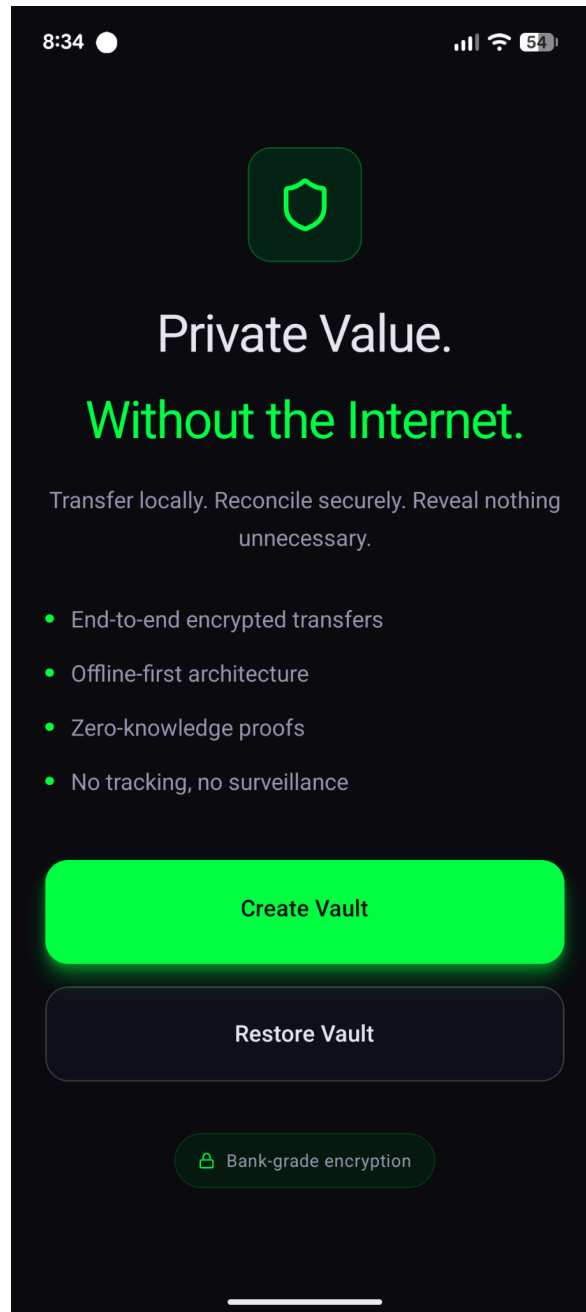 8:34
54
Private Value.
Without the Internet.
Transfer locally. Reconcile securely. Reveal nothing
unnecessary.
End-to-end encrypted transfers
Offline-first architecture
Zero-knowledge proofs
No tracking, no surveillance
Create Vault
Restore Vault
Bank-grade encryption